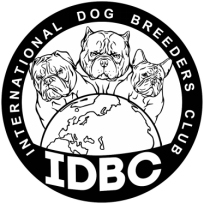 INTERNATIONAL DOG BREEDERS CLUB
IDBC